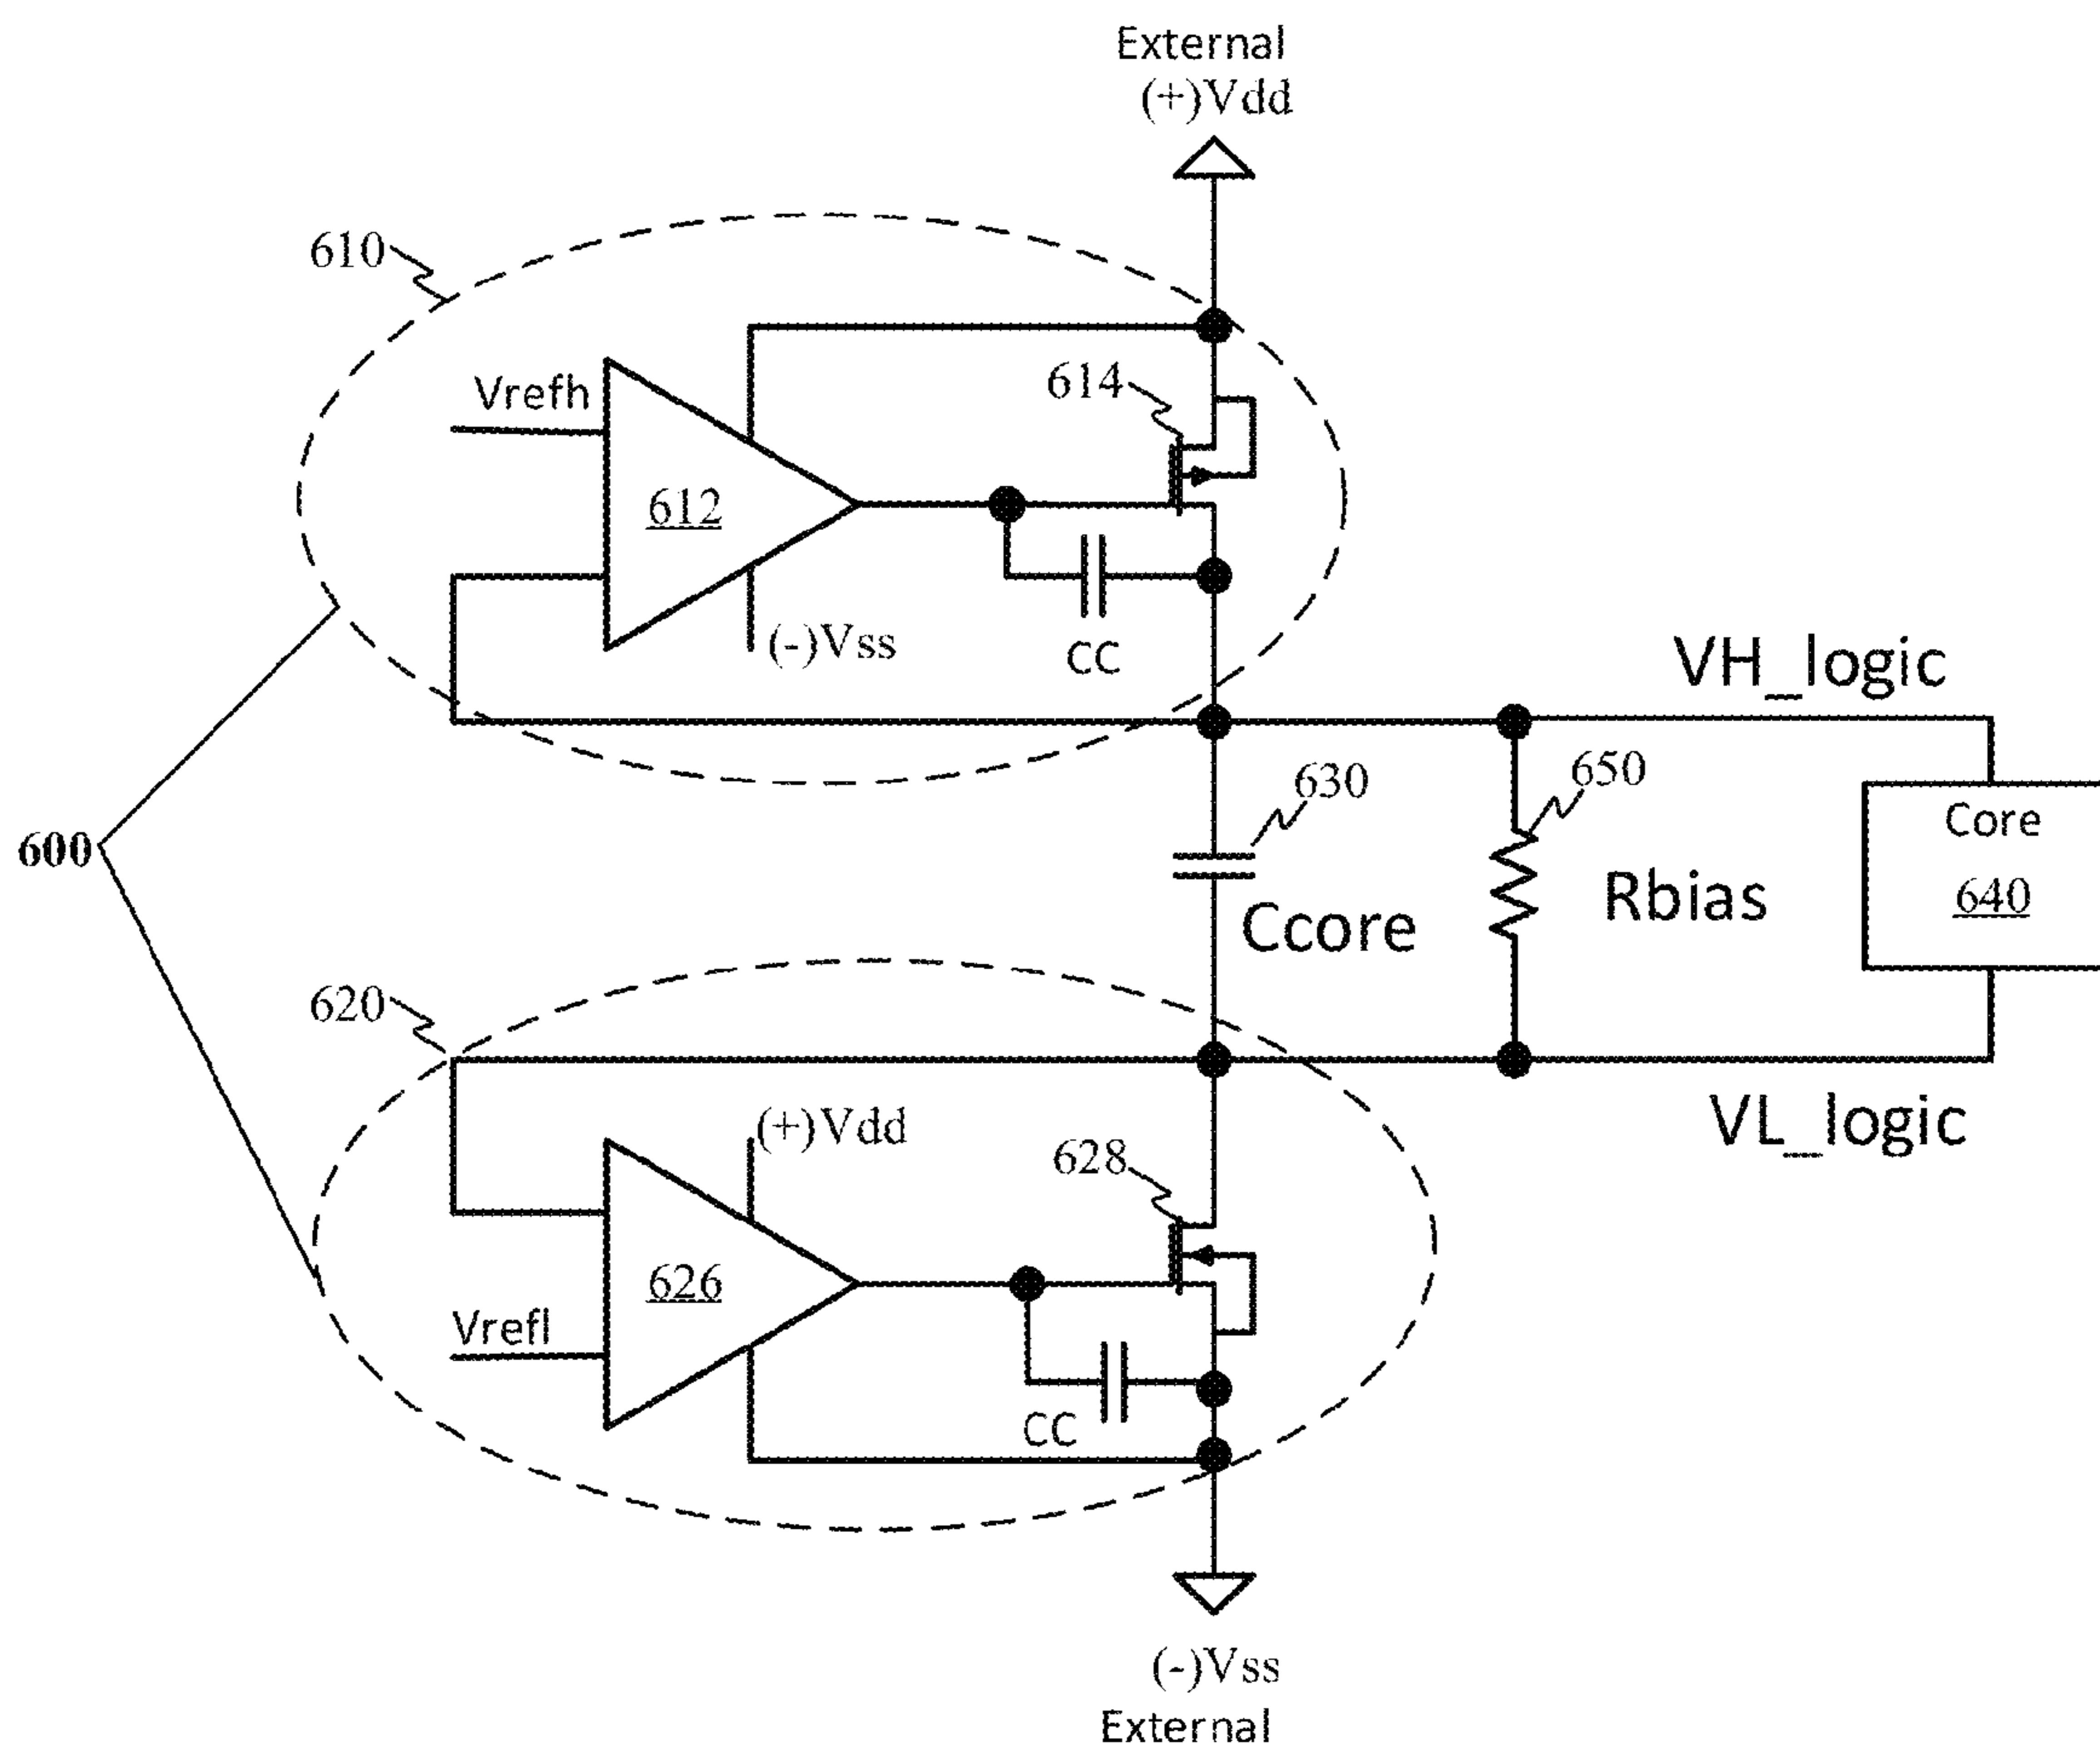 External
(+)Vdd
610
614
Vrefh
612
(-)Vss
CC
VH_logic
630
650
Core
640
600
Rbias
Ccore
620
(+)Vdd
VL_logic
628
626
Vrefl
CC
(-)Vss
External